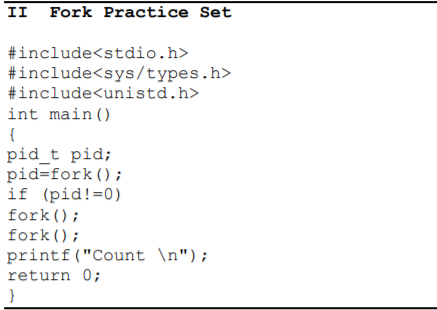 II Fork Practice Set
#include<stdio.h>
#include<sys/types.h>
#include<unistd.h>
int main()
{
pid_t pid;
pid=fork();
if (pid!=0)
fork();
fork();
printf("Count \n");
return 0;
}